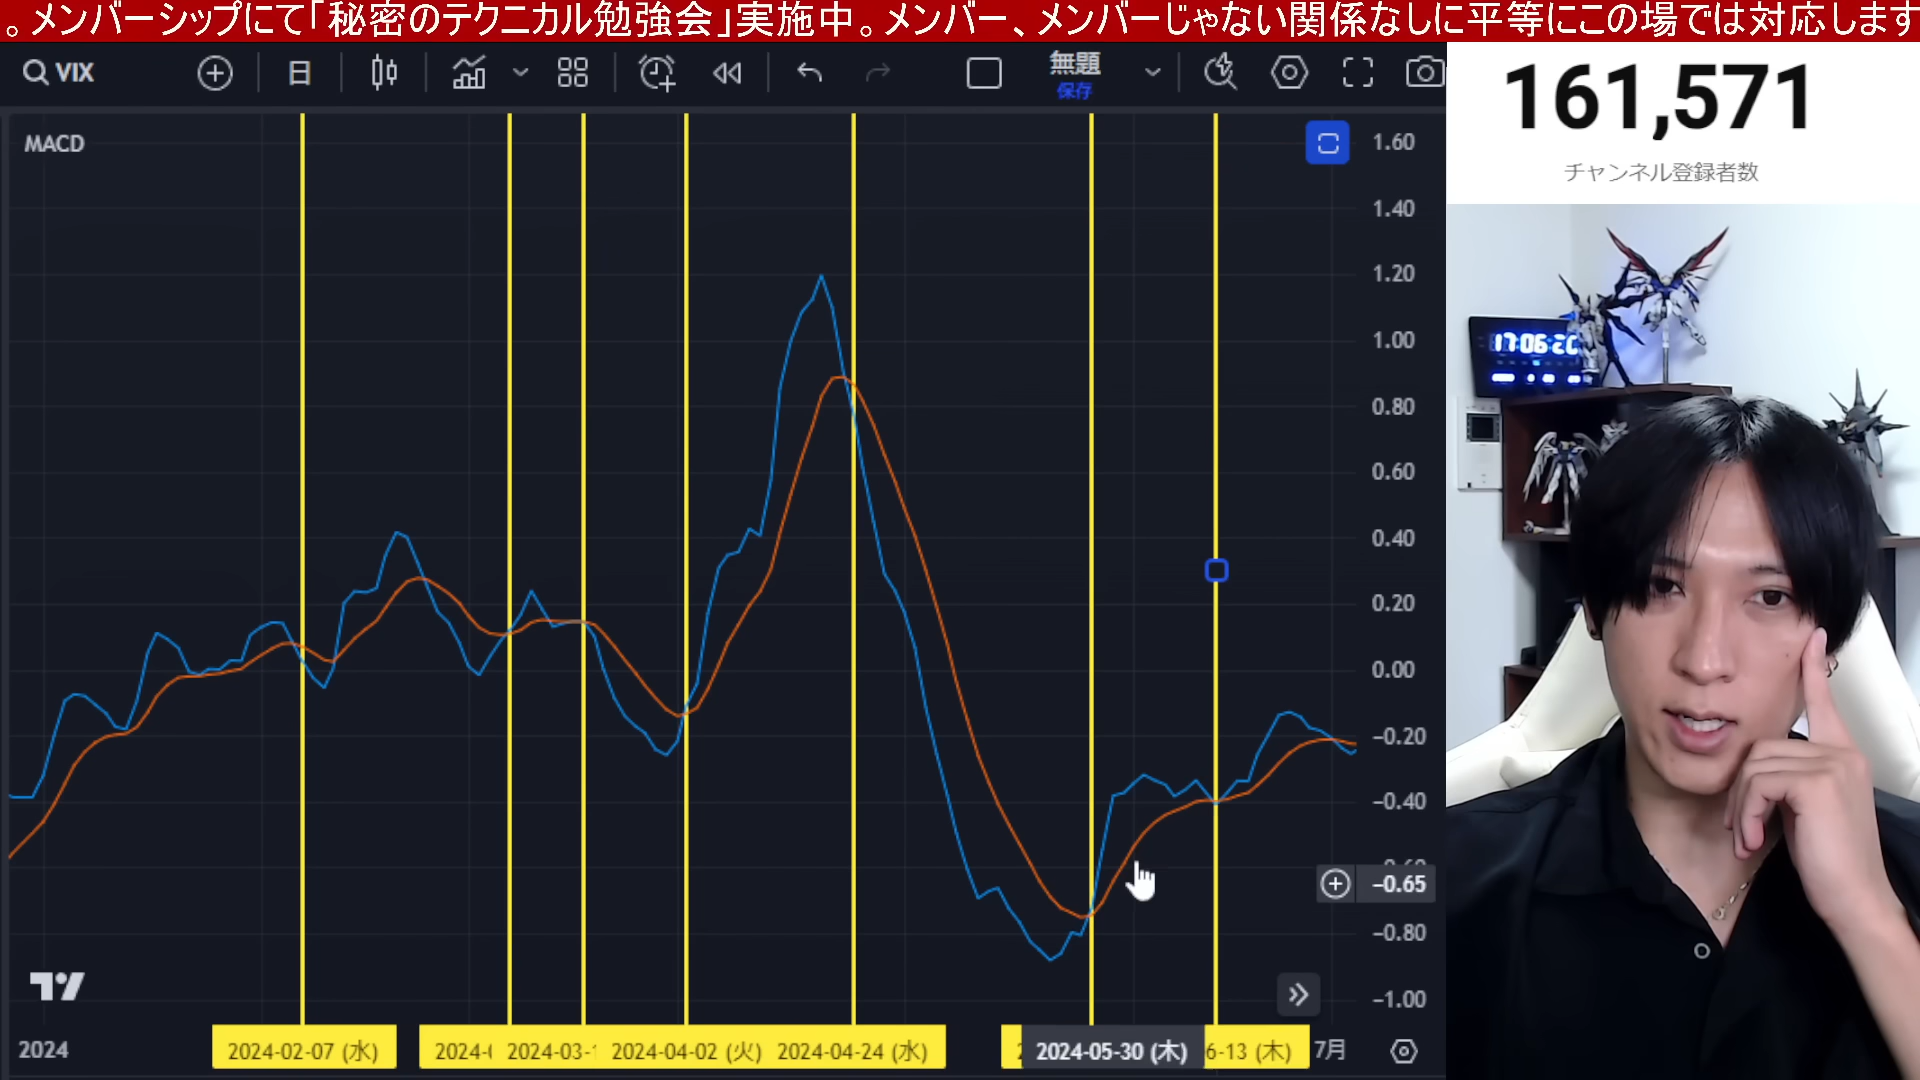 。メンバーシップにて「秘密のテクニカル勉強会」実施中。メンバー、メンバーじゃない関係なしに平等にこの場では対応します
VIX
日
無題
保存
161,571
チャンネル登録者数
MACD
1.60
1.40
1.20
1.00
0.80
0.60
0.40
0.20
0.00
−0.20
−0.40
−0.65
−0.80
−1.00
17:06
2024
2024-02-07 (水)
2024-
2024-03-1
2024-04-02 (火)
2024-04-24 (水)
2024-05-30 (木)
6-13 (木)
7月